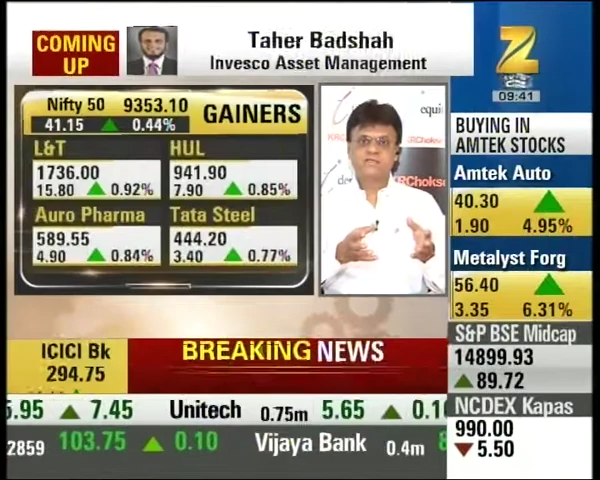 COMING
UP
Taher Badshah
Invesco Asset Management
09:41
Nifty 50 9353.10
41.15 0.44%
GAINERS
L&T
1736.00
15.80 0.92%
HUL
941.90
7.90 0.85%
Auro Pharma
589.55
4.90 0.84%
Tata Steel
444.20
3.40 0.77%
equi
KRChoksey
der
BUYING IN
AMTEK STOCKS
Amtek Auto
40.30
1.90 4.95%
Metalyst Forg
56.40
3.35 6.31%
S&P BSE Midcap
14899.93
89.72
NCDEX Kapas
990.00
5.50
ICICI Bk
294.75
BREAKING NEWS
5.95 7.45 Unitech 0.75m 5.65 0.10
2859 103.75 0.10 Vijaya Bank 0.4m